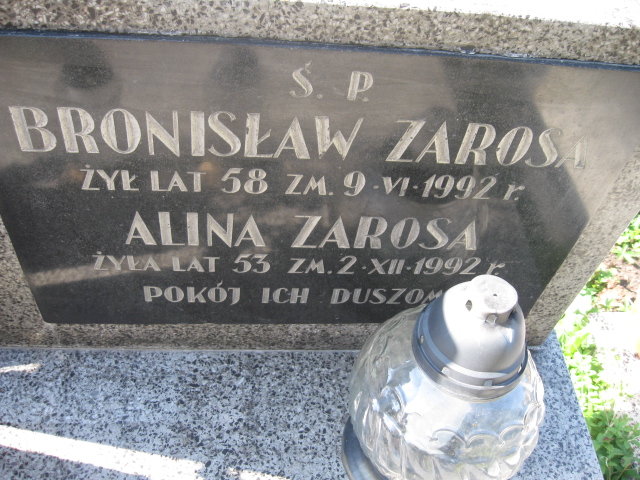 Ś. P.
BRONISŁAW ZAROSA
ŻYŁ LAT 58 ZM. 9·VI·1992 r.
ALINA ZAROSA
ŻYŁA LAT 53 ZM. 2·XII·1992 r.
POKÓJ ICH DUSZOM